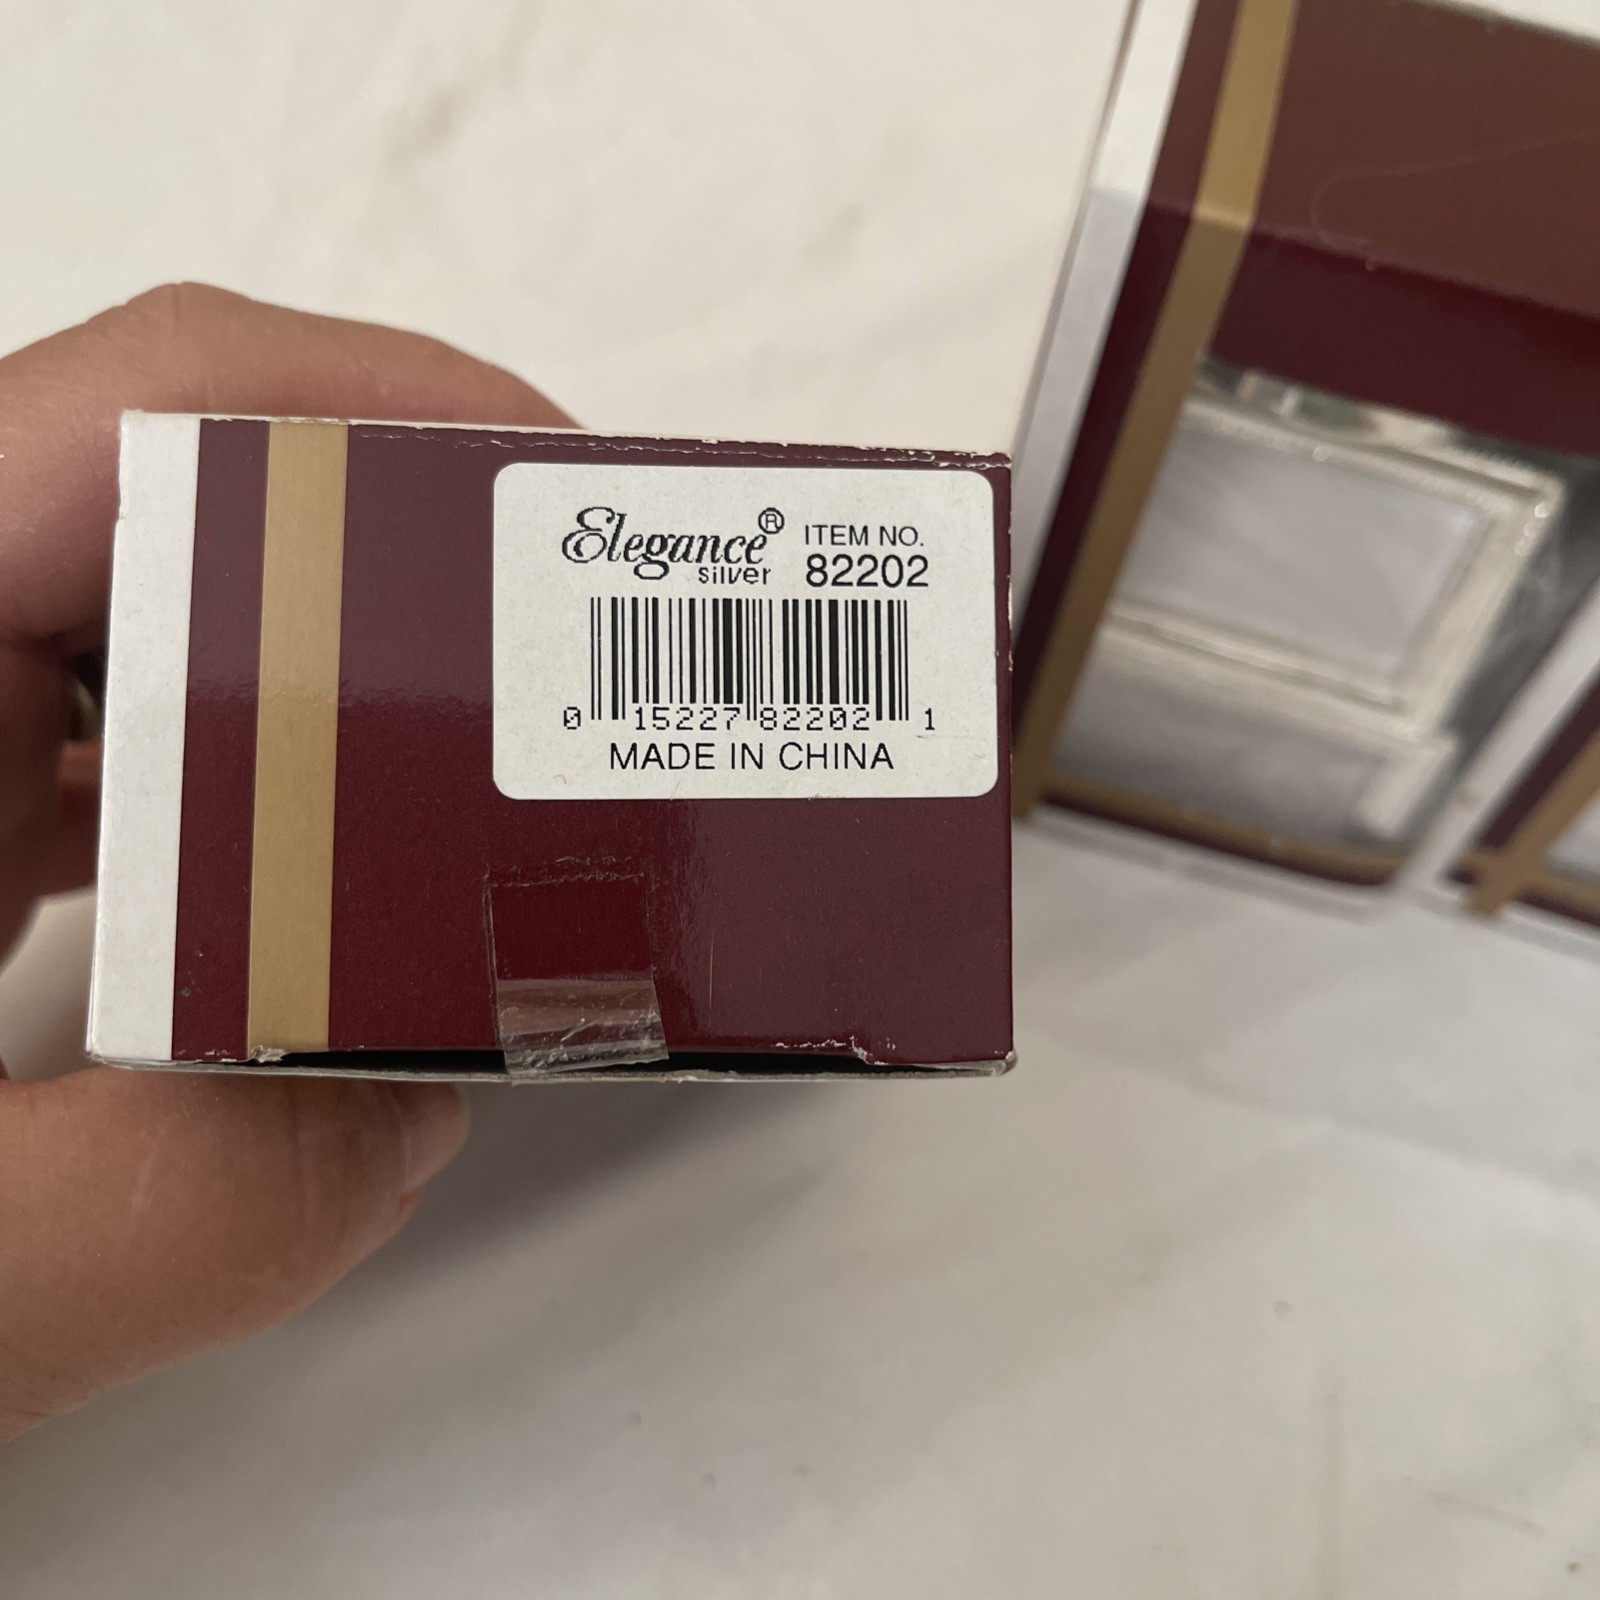 Elegance® ITEM NO.
silver 82202
0 15227 82202 1
MADE IN CHINA